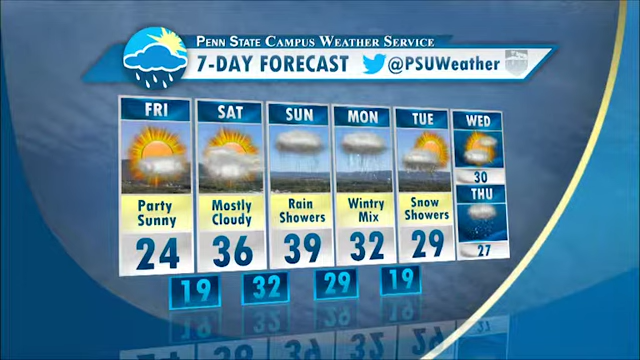 PENN STATE CAMPUS WEATHER SERVICE
7-DAY FORECAST @PSUWeather
FRI SAT SUN MON TUE WED
Party Sunny
Mostly Cloudy
Rain Showers
Wintry Mix
Snow Showers
30
THU
24 36 39 32 29 27
19 32 29 19